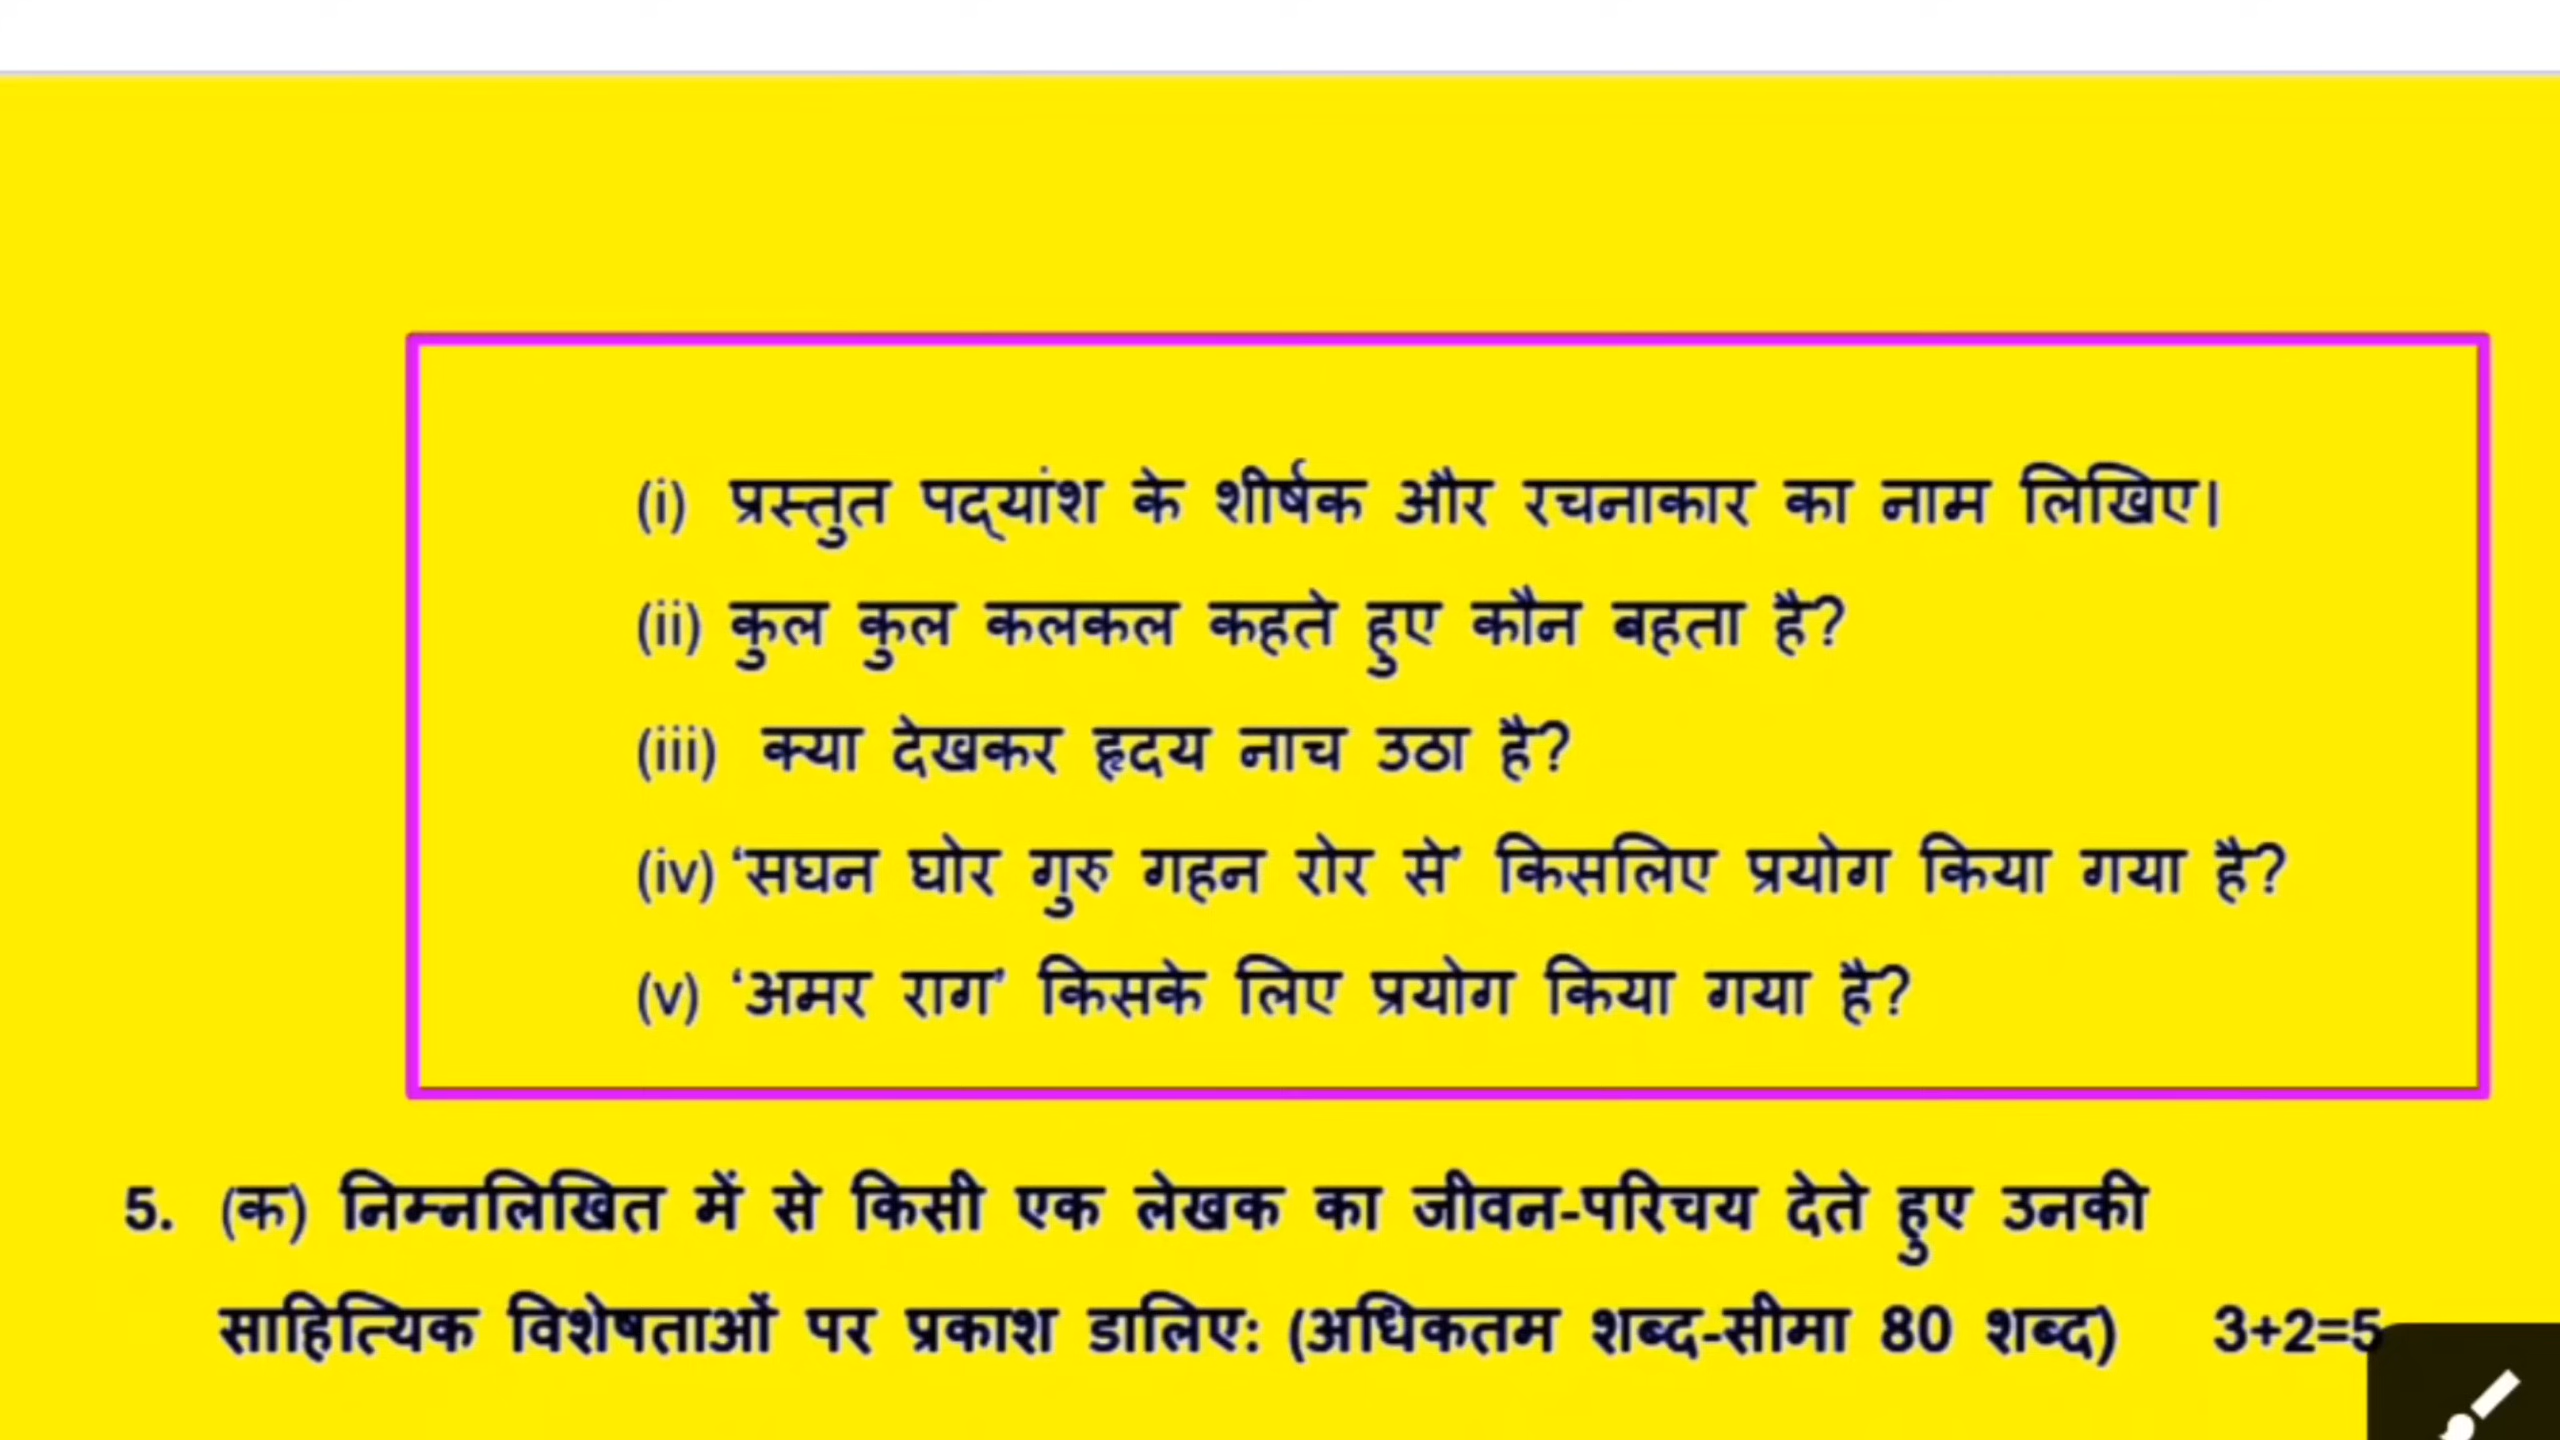 (i) प्रस्तुत पद्यांश के शीर्षक और रचनाकार का नाम लिखिए।
(ii) कुल कुल कलकल कहते हुए कौन बहता है?
(iii) क्या देखकर हृदय नाच उठा है?
(iv) ‘सघन घोर गुरु गहन रोर से’ किसलिए प्रयोग किया गया है?
(v) ‘अमर राग’ किसके लिए प्रयोग किया गया है?
5. (क) निम्नलिखित में से किसी एक लेखक का जीवन-परिचय देते हुए उनकी
साहित्यिक विशेषताओं पर प्रकाश डालिए: (अधिकतम शब्द-सीमा 80 शब्द) 3+2=5